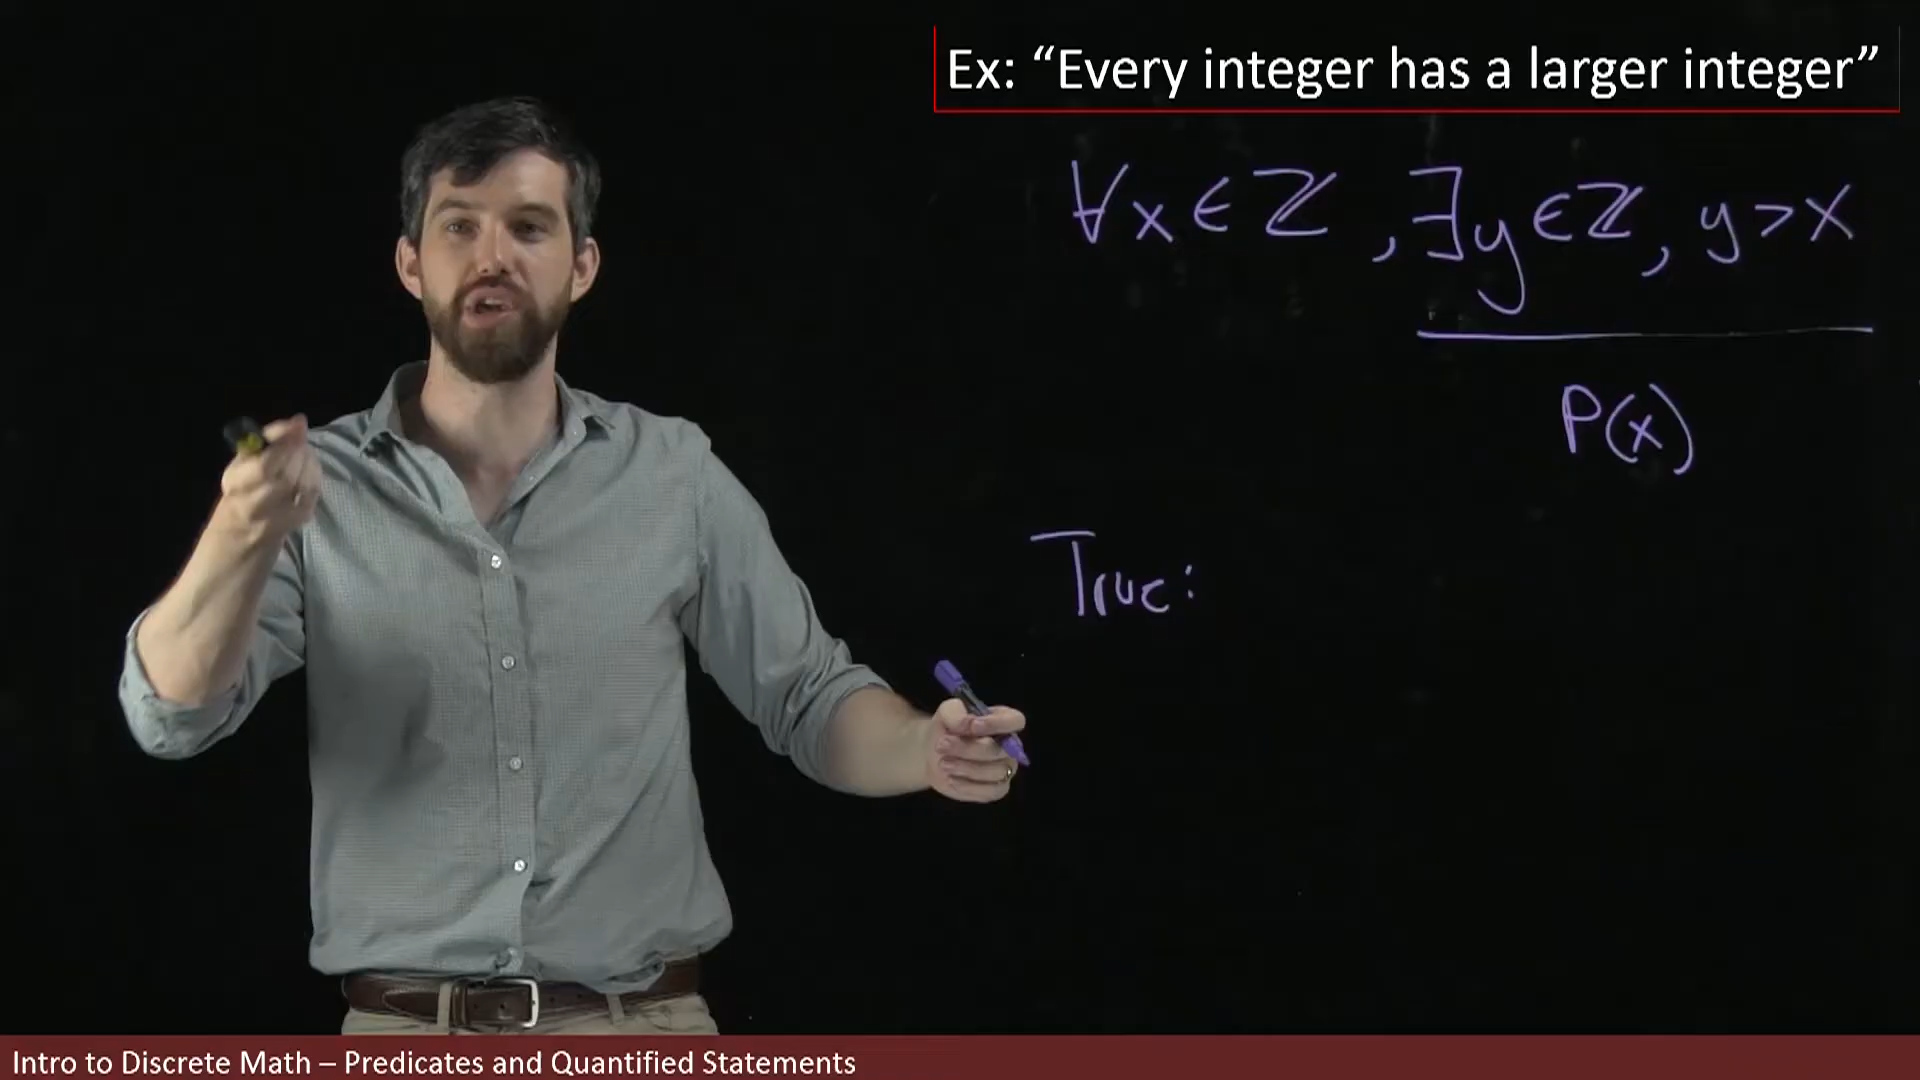 Ex: “Every integer has a larger integer”
∀x∈ℤ, ∃y∈ℤ, y>x
P(x)
True:
Intro to Discrete Math – Predicates and Quantified Statements